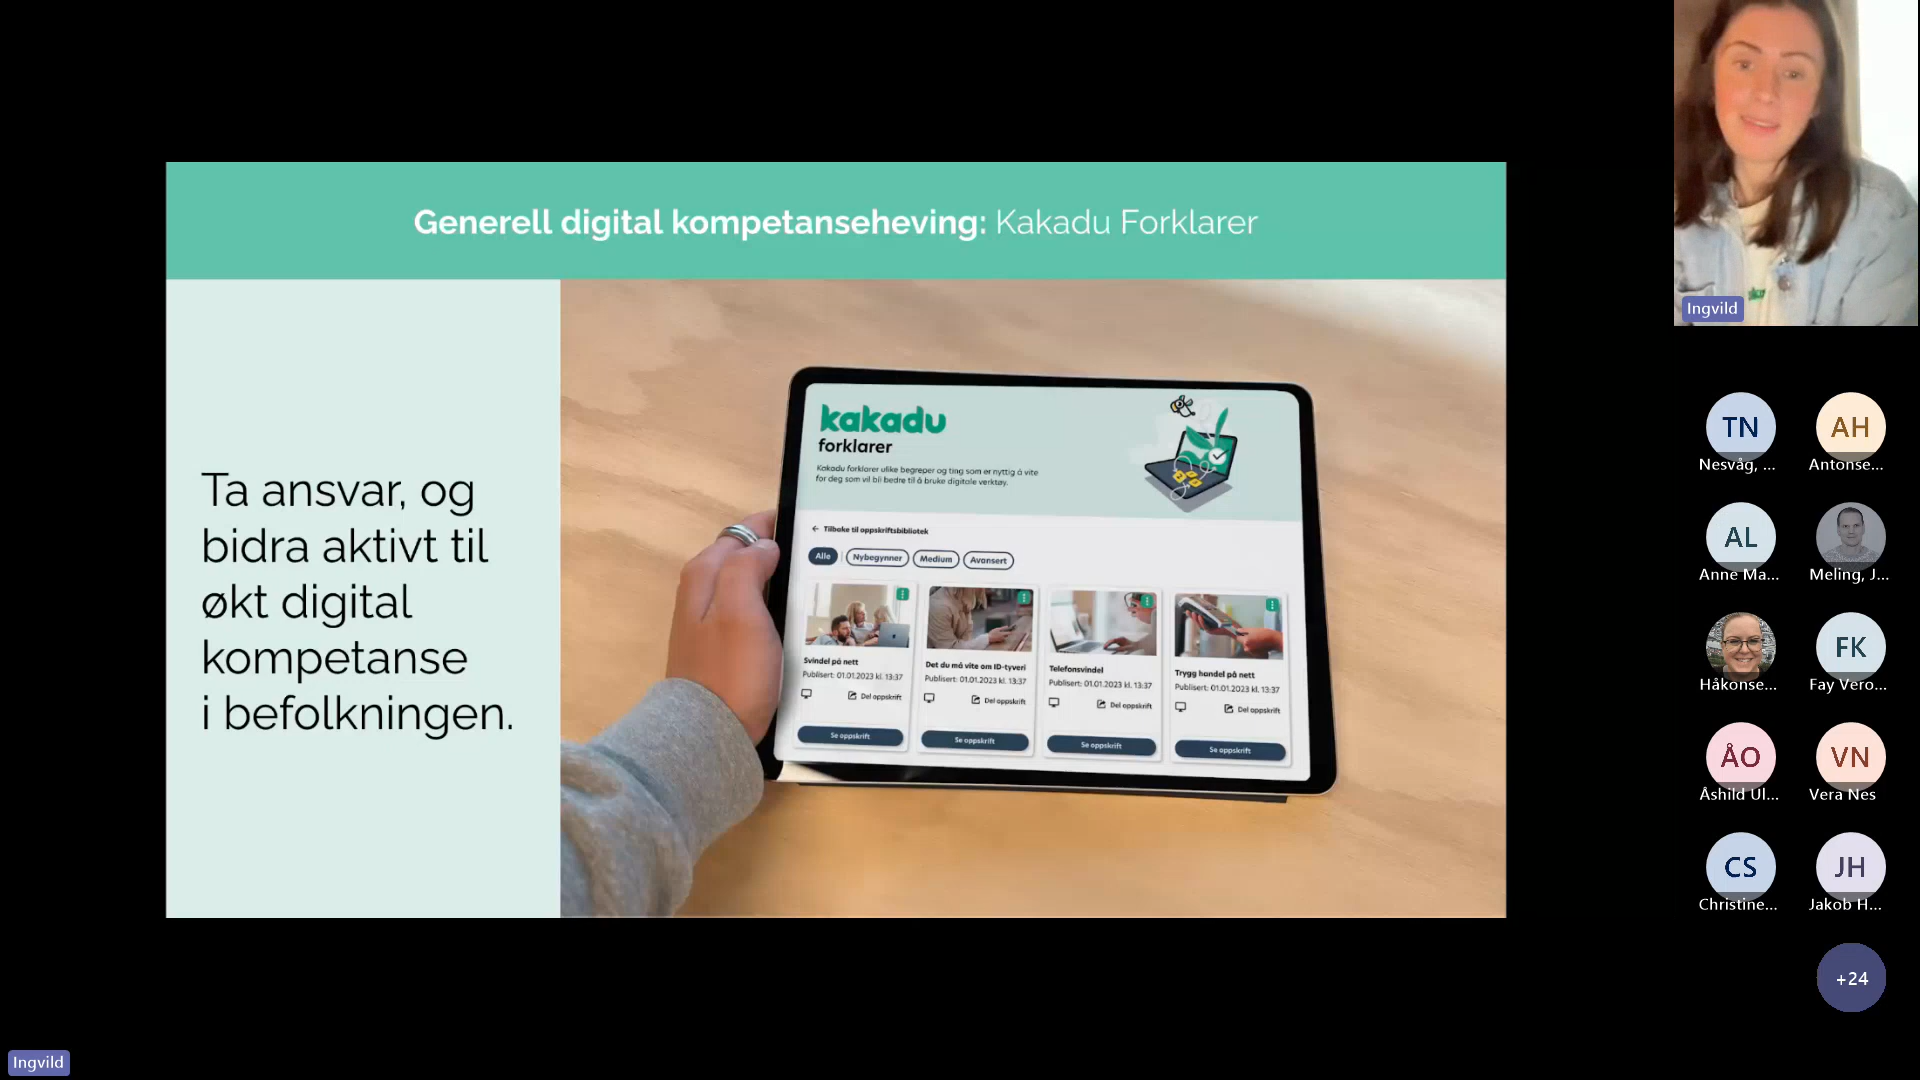 Generell digital kompetanseheving: Kakadu Forklarer
Ta ansvar, og
bidra aktivt til
økt digital
kompetanse
i befolkningen.
kakadu
forklarer
Kakadu forklarer ulike begreper og ting som er nyttig å vite
for deg som vil bli bedre til å bruke digitale verktøy.
← Tilbake til oppskriftsbibliotek
Alle
Nybegynner
Medium
Avansert
Svindel på nett
Publisert: 01.01.2023 kl. 13:37
Del oppskrift
Se oppskrift
Det du må vite om ID-tyveri
Publisert: 01.01.2023 kl. 13:37
Del oppskrift
Se oppskrift
Telefonsvindel
Publisert: 01.01.2023 kl. 13:37
Del oppskrift
Se oppskrift
Trygg handel på nett
Publisert: 01.01.2023 kl. 13:37
Del oppskrift
Se oppskrift
Ingvild
TN
Nesvåg, ...
AH
Antonse...
AL
Anne Ma...
Meling, J...
Håkonse...
FK
Fay Vero...
ÅO
Åshild Ul...
VN
Vera Nes
CS
Christine...
JH
Jakob H...
+24
Ingvild